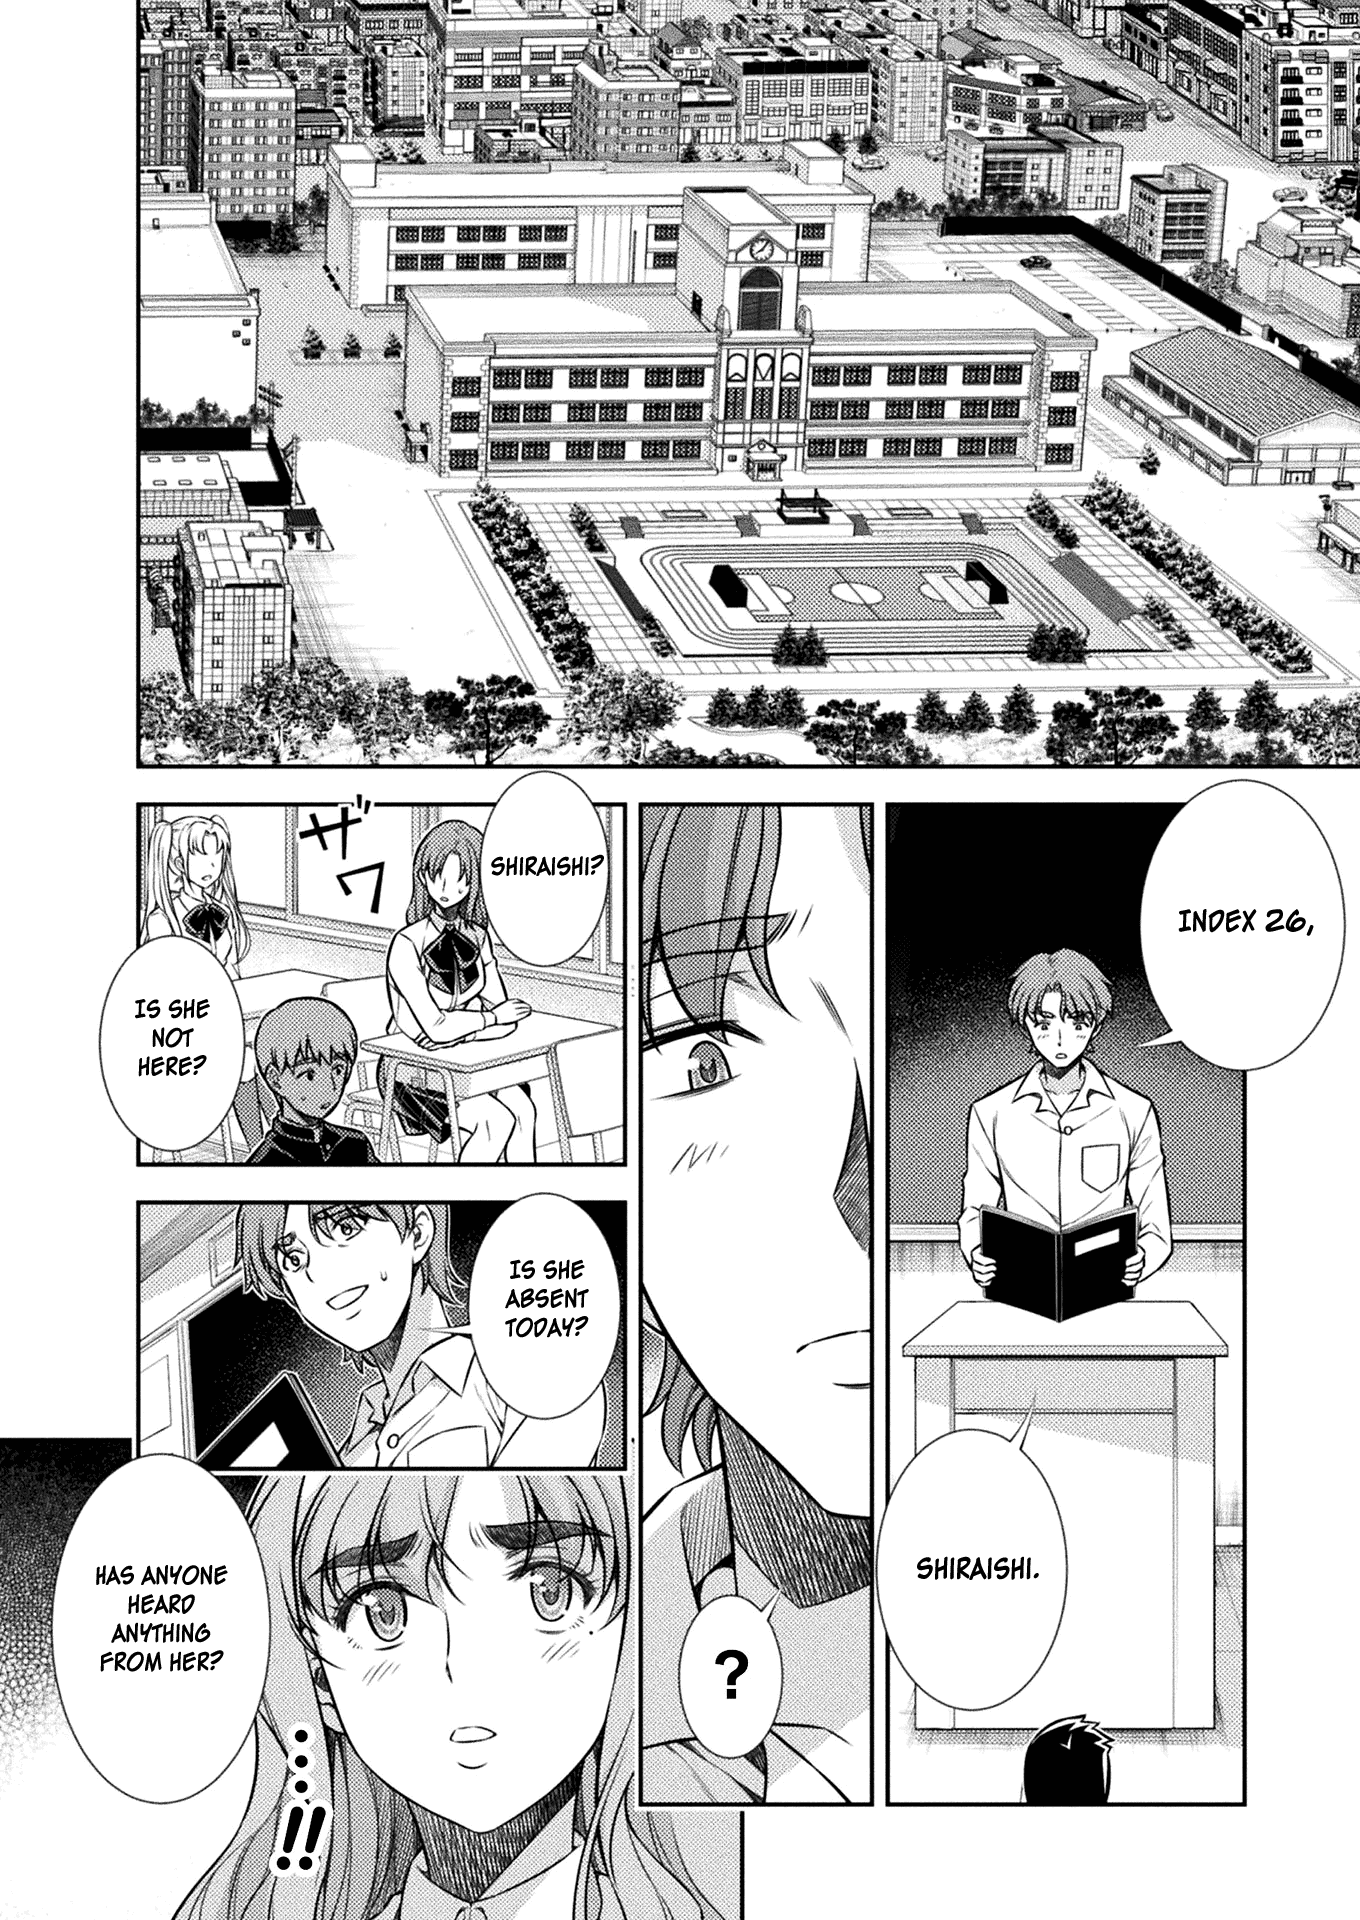 INDEX 26,
SHIRAISHI.
?
SHIRAISHI?
ザワ
IS SHE
NOT
HERE?
IS SHE
ABSENT
TODAY?
HAS ANYONE
HEARD
ANYTHING
FROM HER?
…!!